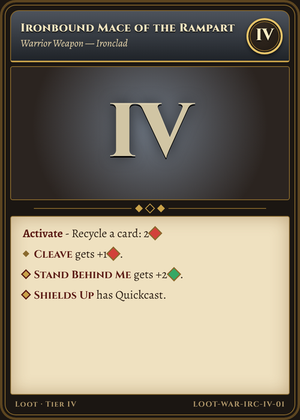 Ironbound Mace of the Rampart
IV
Warrior Weapon — Ironclad
IV
Activate - Recycle a card: 2
Cleave gets +1.
Stand Behind Me gets +2.
Shields Up has Quickcast.
Loot · Tier IV
LOOT-WAR-IRC-IV-01